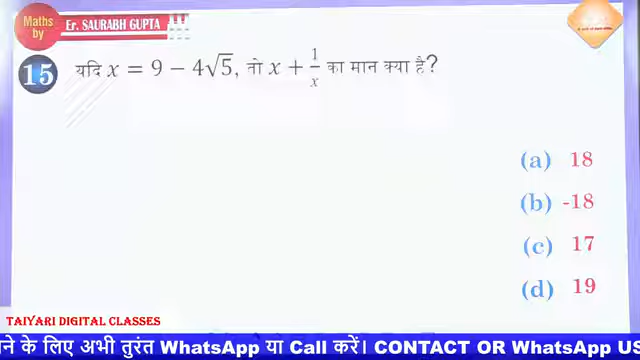 Maths by
Er. SAURABH GUPTA
15 यदि x = 9 − 4√5, तो x + 1/x का मान क्या है?
(a) 18
(b) -18
(c) 17
(d) 19
TAIYARI DIGITAL CLASSES
ने के लिए अभी तुरंत WhatsApp या Call करें। CONTACT OR WhatsApp US